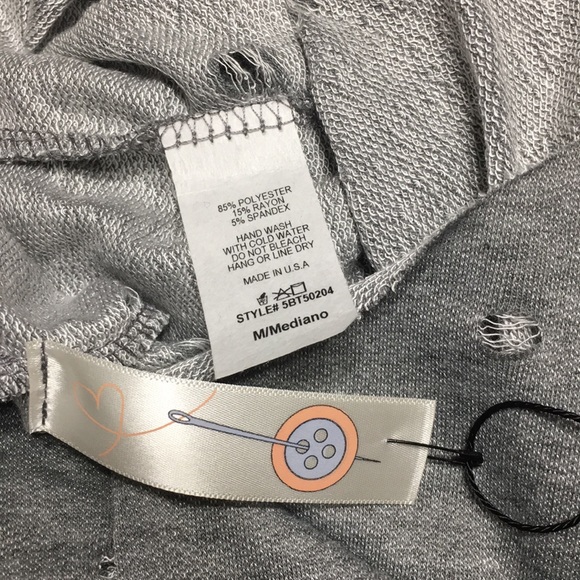 85% POLYESTER
15% RAYON
5% SPANDEX
HAND WASH
WITH COLD WATER
DO NOT BLEACH
HANG OR LINE DRY
MADE IN U.S.A
STYLE# 5BT50204
M/Mediano